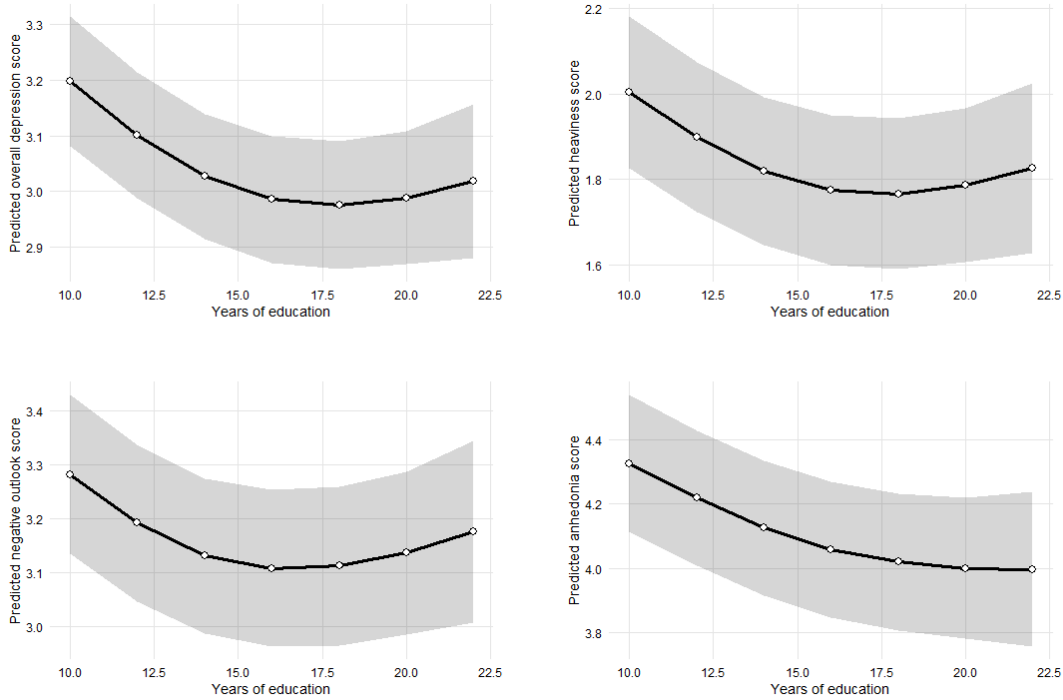 Predicted overall depression score
3.3
3.2
3.1
3.0
2.9
10.0 12.5 15.0 17.5 20.0 22.5
Years of education
Predicted heaviness score
2.2
2.0
1.8
1.6
10.0 12.5 15.0 17.5 20.0 22.5
Years of education
Predicted negative outlook score
3.4
3.3
3.2
3.1
3.0
10.0 12.5 15.0 17.5 20.0 22.5
Years of education
Predicted anhedonia score
4.4
4.2
4.0
3.8
10.0 12.5 15.0 17.5 20.0 22.5
Years of education